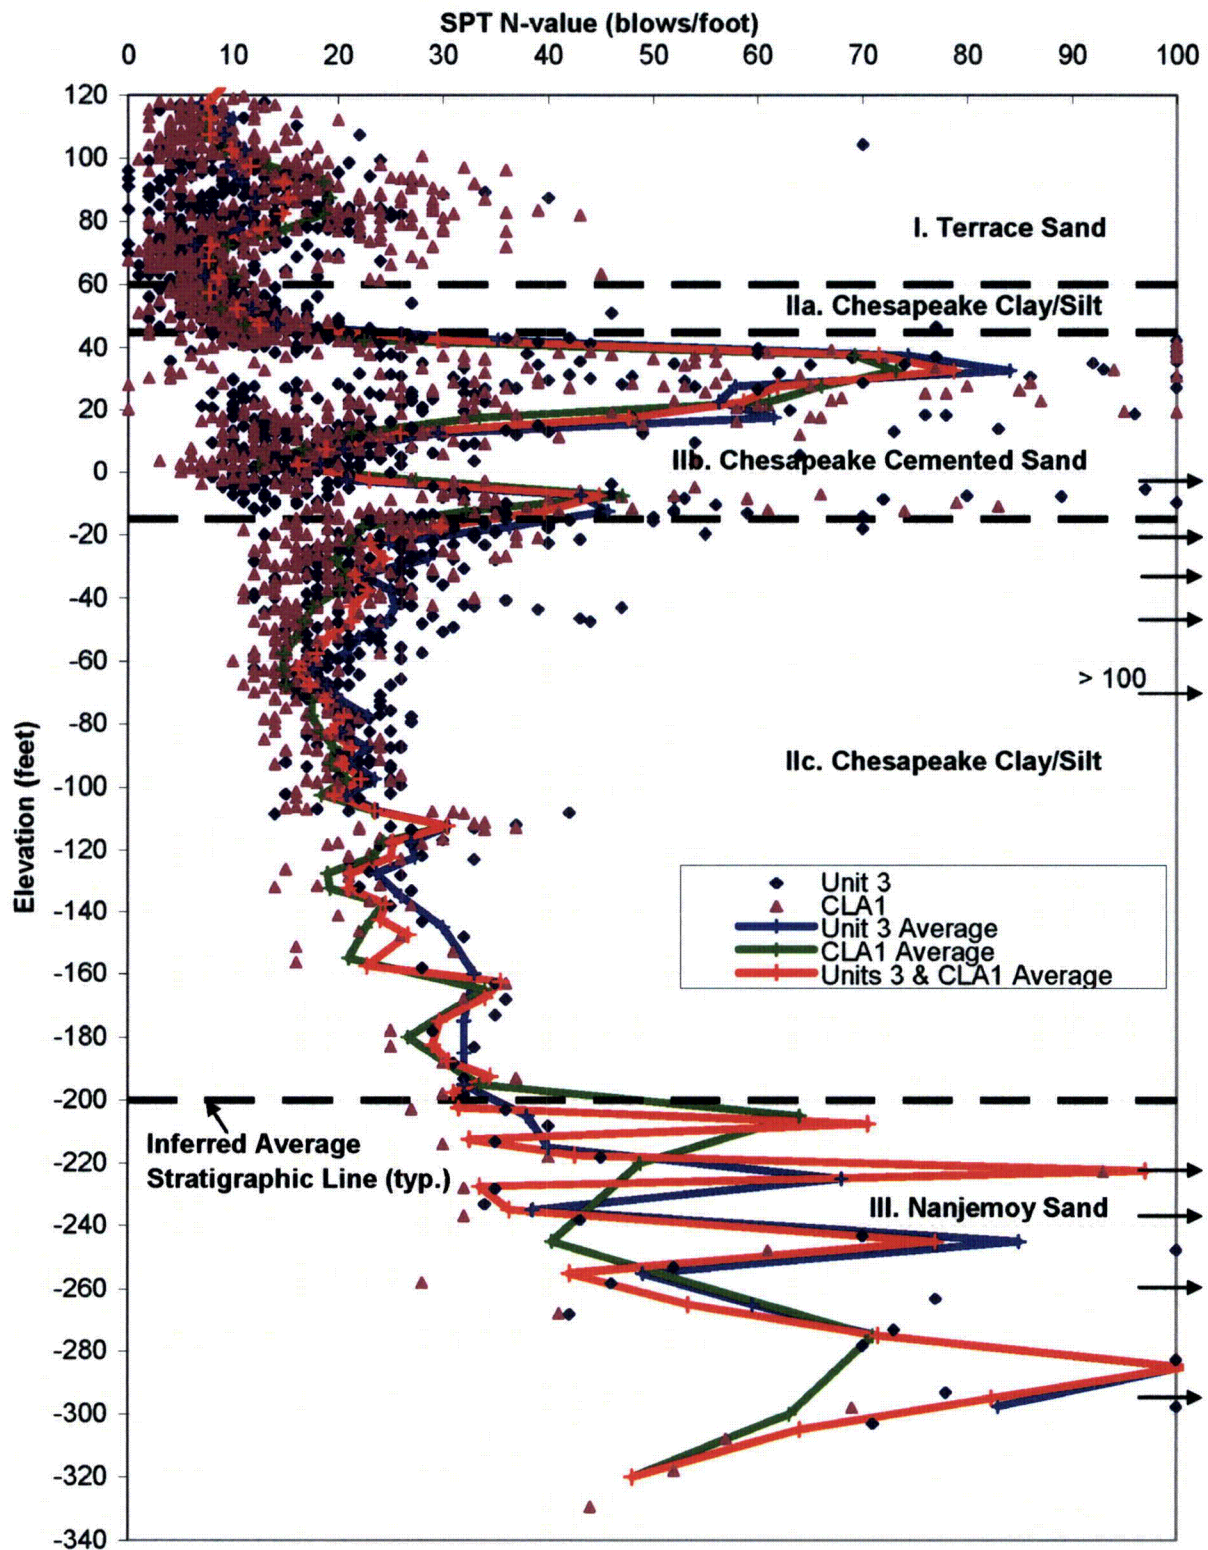 SPT N-value (blows/foot)
0 10 20 30 40 50 60 70 80 90 100
120
100
80
I. Terrace Sand
60
IIa. Chesapeake Clay/Silt
40
20
0
IIb. Chesapeake Cemented Sand
-20
-40
-60
> 100
Elevation (feet)
-80
IIc. Chesapeake Clay/Silt
-100
-120
Unit 3
CLA1
-140
Unit 3 Average
CLA1 Average
-160
Units 3 & CLA1 Average
-180
-200
Inferred Average
Stratigraphic Line (typ.)
-220
III. Nanjemoy Sand
-240
-260
-280
-300
-320
-340